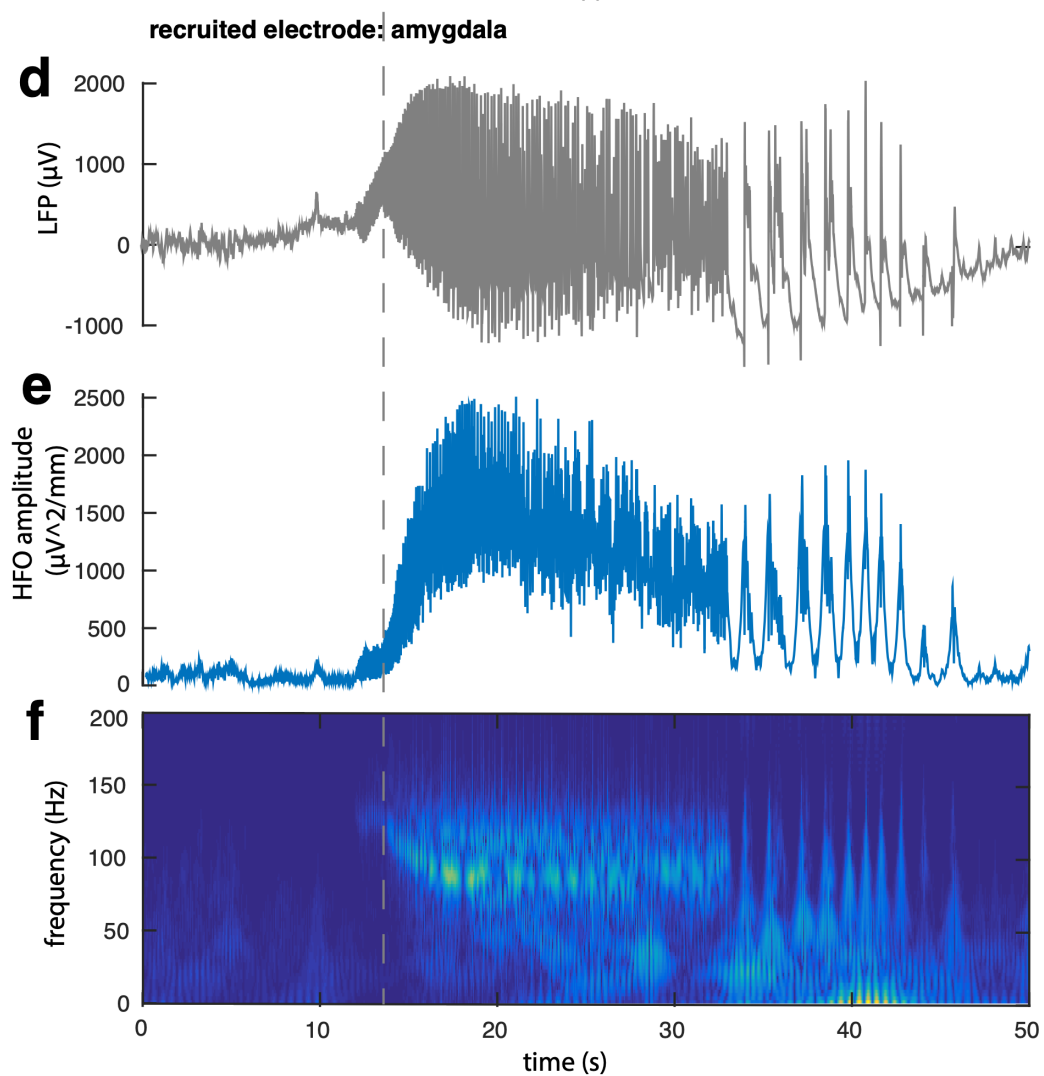 recruited electrode: amygdala
d
2000
1000
0
-1000
LFP (µV)
e
2500
2000
1500
1000
500
0
HFO amplitude
(µV^2/mm)
f
200
150
100
50
0
frequency (Hz)
0 10 20 30 40 50
time (s)